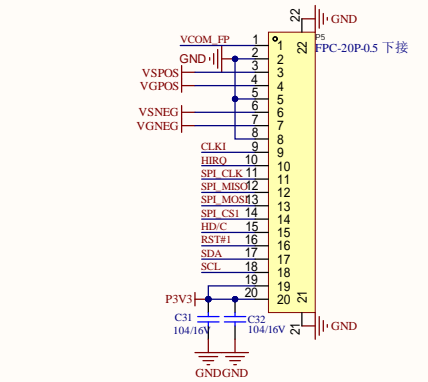 22
GND
P5
FPC-20P-0.5 下接
22
VCOM_FP 1 1
GND 2 2
VSPOS 3 3
VGPOS 4 4
5 5
VSNEG 6 6
VGNEG 7 7
8 8
CLKI 9 9
HIRQ 10 10
SPI_CLK 11 11
SPI_MISO 12 12
SPI_MOSI 13 13
SPI_CS1 14 14
HD/C 15 15
RST#1 16 16
SDA 17 17
SCL 18 18
19 19
P3V3 20 20
21
21
GND
C31
104/16V
C32
104/16V
GND
GND